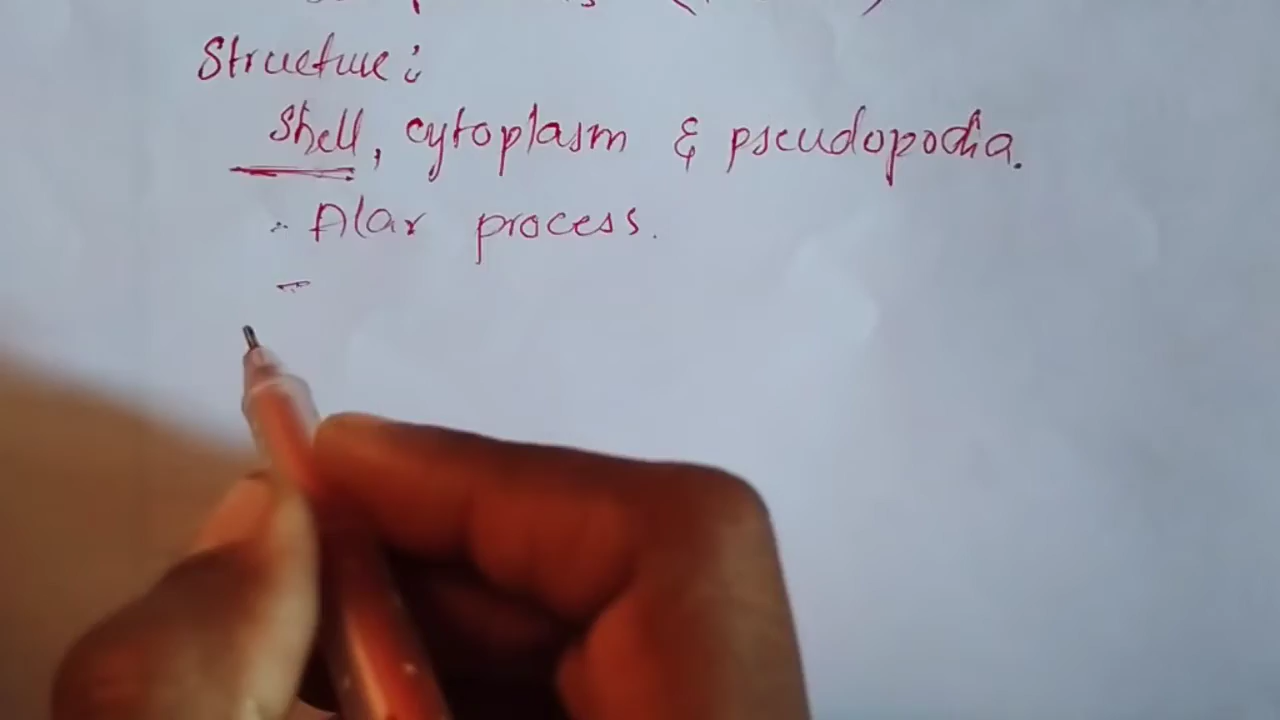 Structure:
Shell, cytoplasm & pseudopodia.
Alar process.
-